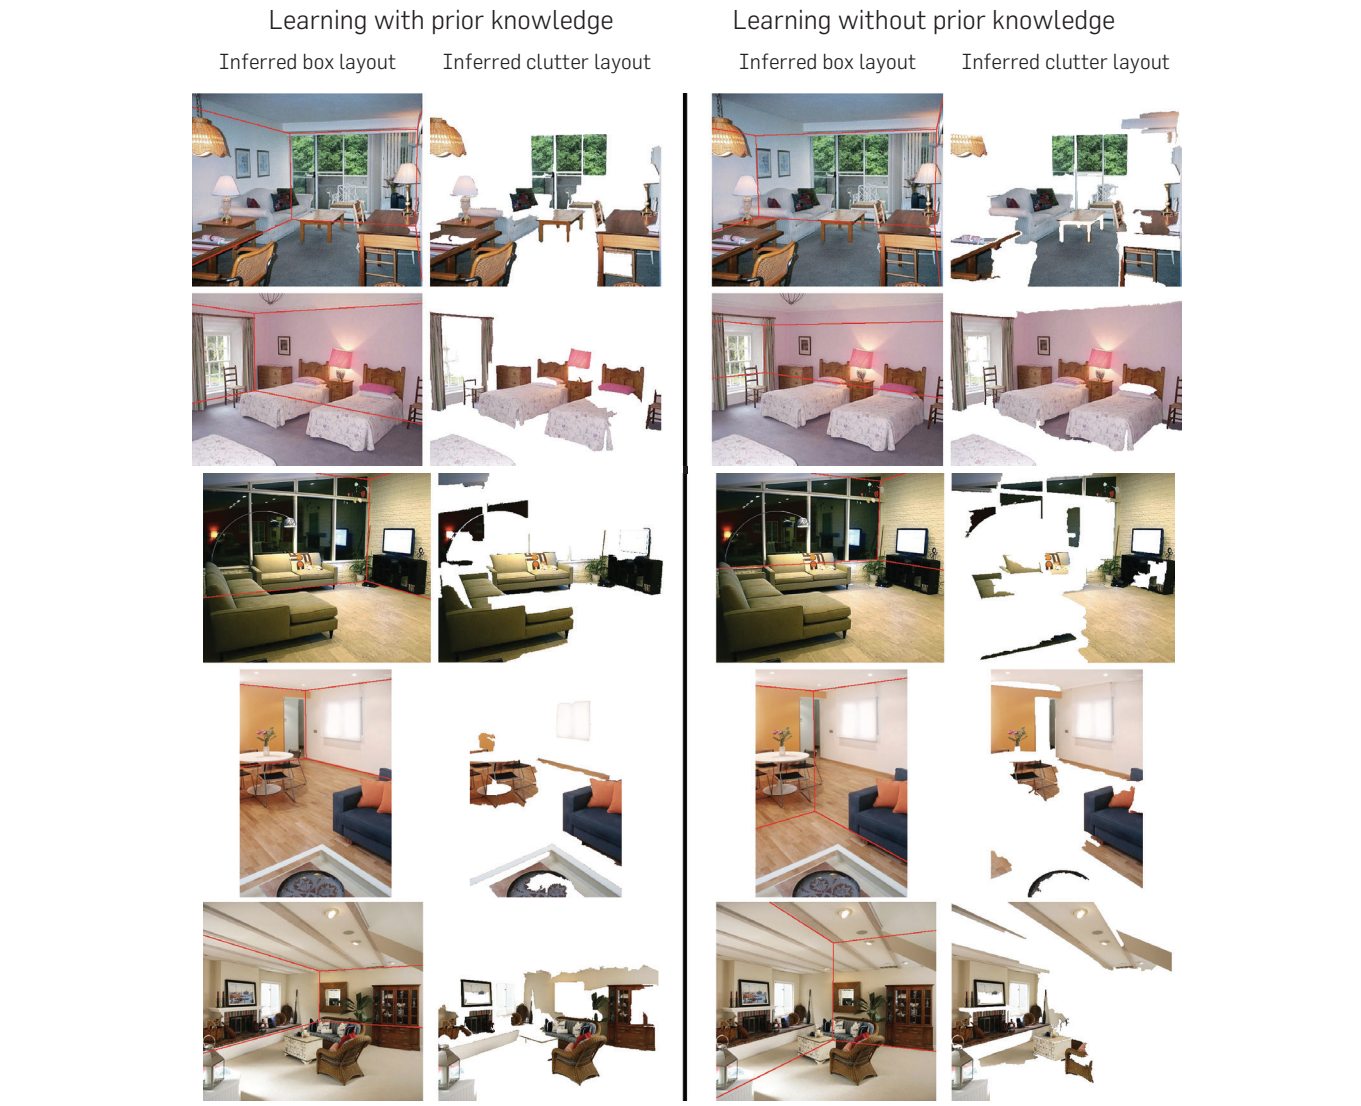 Learning with prior knowledge
Learning without prior knowledge
Inferred box layout
Inferred clutter layout
Inferred box layout
Inferred clutter layout